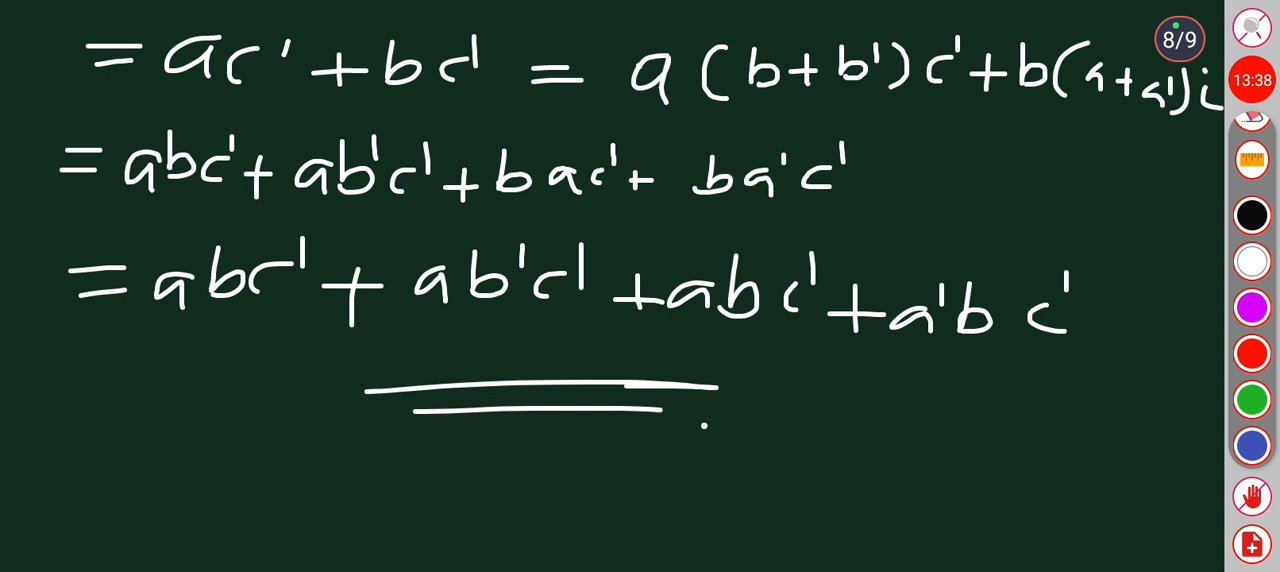 = ac' + bc' = a(b+b')c' + b(a+a')c
= abc' + ab'c' + bac' + ba'c'
= abc' + ab'c' + abc' + a'bc'
8/9
13:38